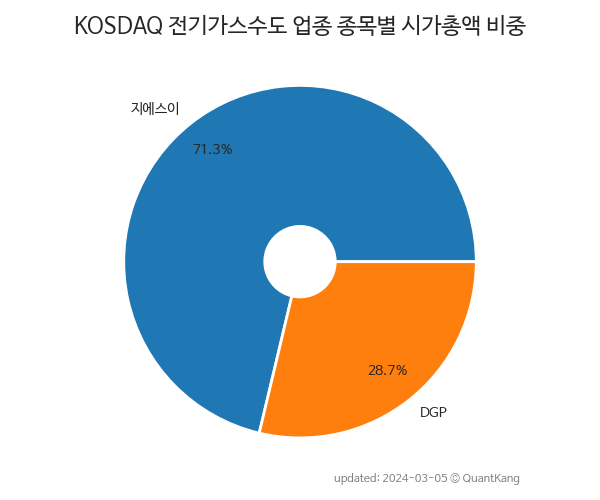 KOSDAQ 전기가스수도 업종 종목별 시가총액 비중
지에스이
71.3%
28.7%
DGP
updated: 2024-03-05 © QuantKang